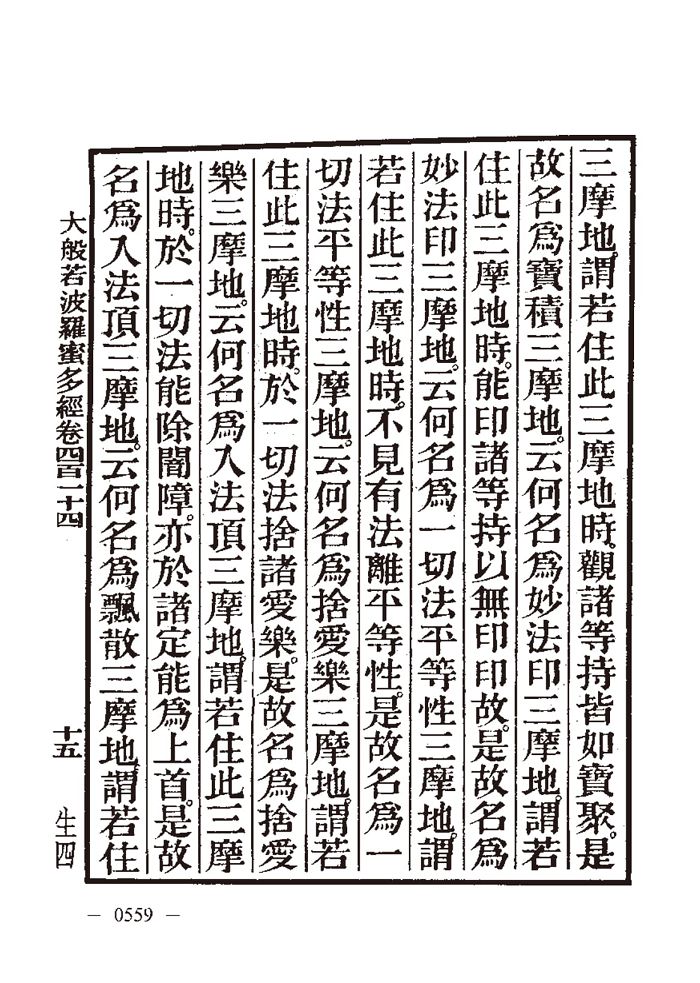 三摩地。謂若住此三摩地時。觀諸等持皆如寶聚。是
故名爲寶積三摩地。云何名爲妙法印三摩地。謂若
住此三摩地時。能印諸等持以無印印故。是故名爲
妙法印三摩地。云何名爲一切法平等性三摩地。謂
若住此三摩地時。不見有法離平等性。是故名爲一
切法平等性三摩地。云何名爲捨愛樂三摩地。謂若
住此三摩地時。於一切法捨諸愛樂。是故名爲捨愛
樂三摩地。云何名爲入法頂三摩地。謂若住此三摩
地時。於一切法能除闇障。亦於諸定能爲上首。是故
名爲入法頂三摩地。云何名爲飄散三摩地。謂若住
大般若波羅蜜多經卷四百一十四 十五 生四
— 0559 —